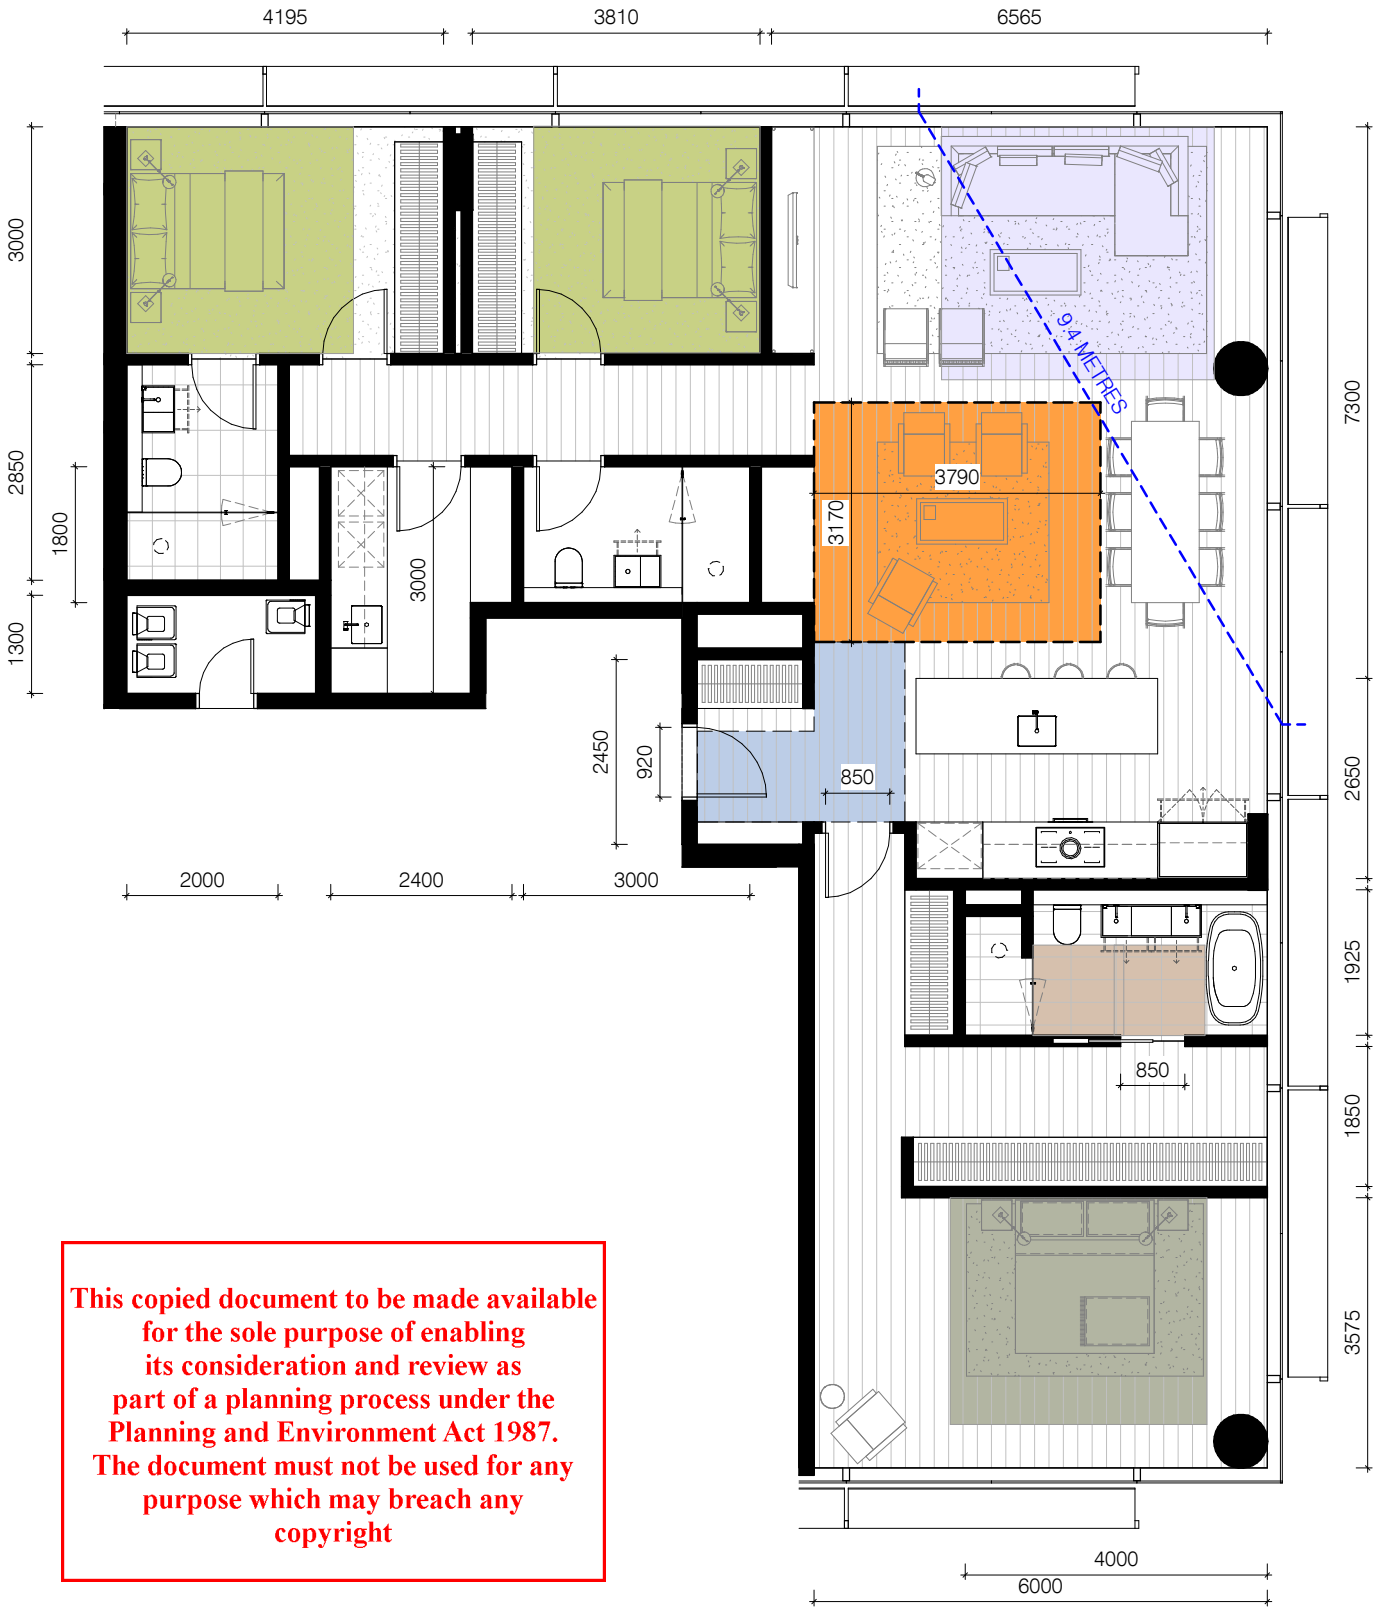 4195
3810
6565
3000
2850
1800
1300
9.4 METRES
7300
3790
3170
3000
2450
920
850
2650
2000
2400
3000
1925
850
1850
3575
This copied document to be made available
for the sole purpose of enabling
its consideration and review as
part of a planning process under the
Planning and Environment Act 1987.
The document must not be used for any
purpose which may breach any
copyright
4000
6000